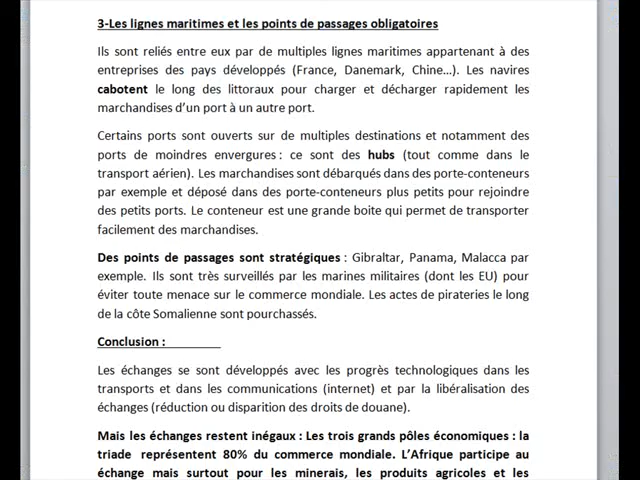 3-Les lignes maritimes et les points de passages obligatoires
Ils sont reliés entre eux par de multiples lignes maritimes appartenant à des
entreprises des pays développés (France, Danemark, Chine…). Les navires
cabotent le long des littoraux pour charger et décharger rapidement les
marchandises d'un port à un autre port.
Certains ports sont ouverts sur de multiples destinations et notamment des
ports de moindres envergures : ce sont des hubs (tout comme dans le
transport aérien). Les marchandises sont débarqués dans des porte-conteneurs
par exemple et déposé dans des porte-conteneurs plus petits pour rejoindre
des petits ports. Le conteneur est une grande boite qui permet de transporter
facilement des marchandises.
Des points de passages sont stratégiques : Gibraltar, Panama, Malacca par
exemple. Ils sont très surveillés par les marines militaires (dont les EU) pour
éviter toute menace sur le commerce mondiale. Les actes de pirateries le long
de la côte Somalienne sont pourchassés.
Conclusion :
Les échanges se sont développés avec les progrès technologiques dans les
transports et dans les communications (internet) et par la libéralisation des
échanges (réduction ou disparition des droits de douane).
Mais les échanges restent inégaux : Les trois grands pôles économiques : la
triade représentent 80% du commerce mondiale. L'Afrique participe au
échange mais surtout pour les minerais, les produits agricoles et les